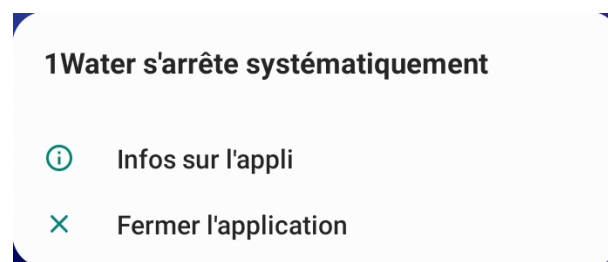 1Water s'arrête systématiquement
Infos sur l'appli
Fermer l'application